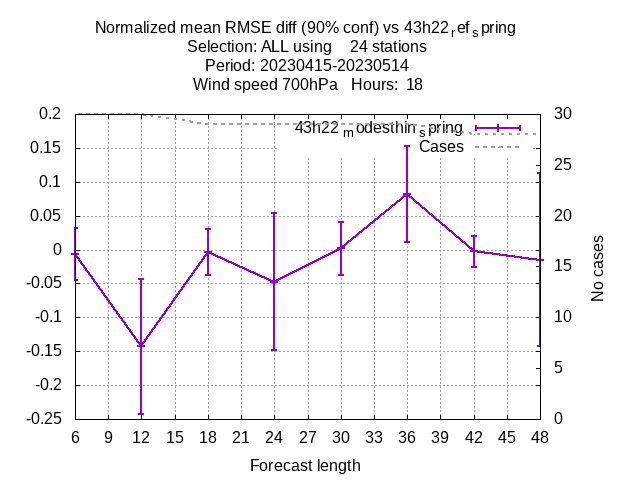 Normalized mean RMSE diff (90% conf) vs 43h22refspring
Selection: ALL using 24 stations
Period: 20230415-20230514
Wind speed 700hPa Hours: 18
43h22modesthinspring
Cases
0.2
0.15
0.1
0.05
0
-0.05
-0.1
-0.15
-0.2
-0.25
30
25
20
15
10
5
0
No cases
6 9 12 15 18 21 24 27 30 33 36 39 42 45 48
Forecast length